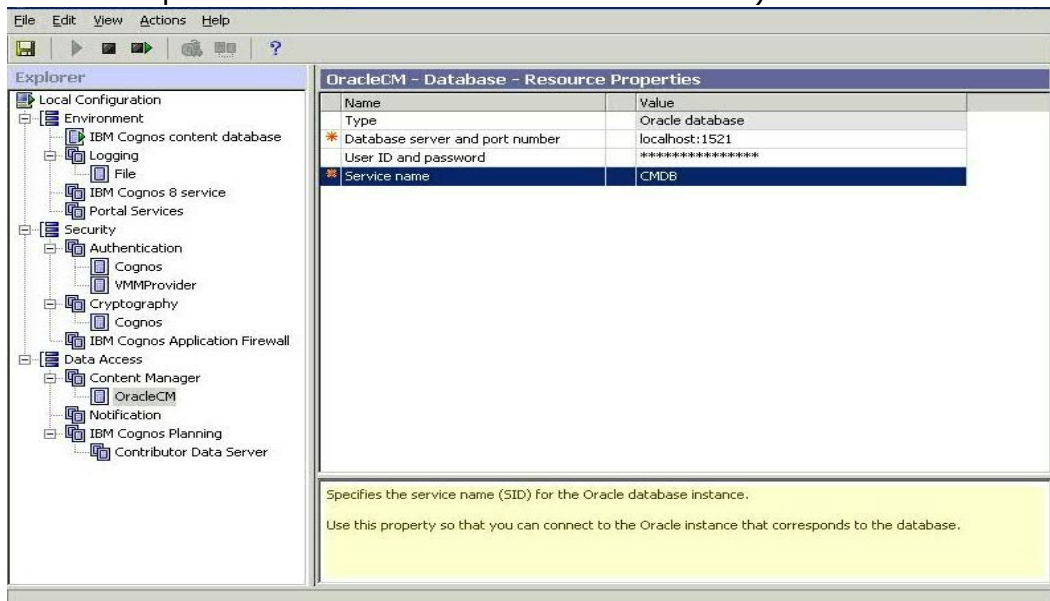 File Edit View Actions Help
?
Explorer
Local Configuration
Environment
IBM Cognos content database
Logging
File
IBM Cognos 8 service
Portal Services
Security
Authentication
Cognos
VMMProvider
Cryptography
Cognos
IBM Cognos Application Firewall
Data Access
Content Manager
OracleCM
Notification
IBM Cognos Planning
Contributor Data Server
OracleCM - Database - Resource Properties
Name Value
Type Oracle database
* Database server and port number localhost:1521
User ID and password ***************
* Service name CMDB
Specifies the service name (SID) for the Oracle database instance.
Use this property so that you can connect to the Oracle instance that corresponds to the database.